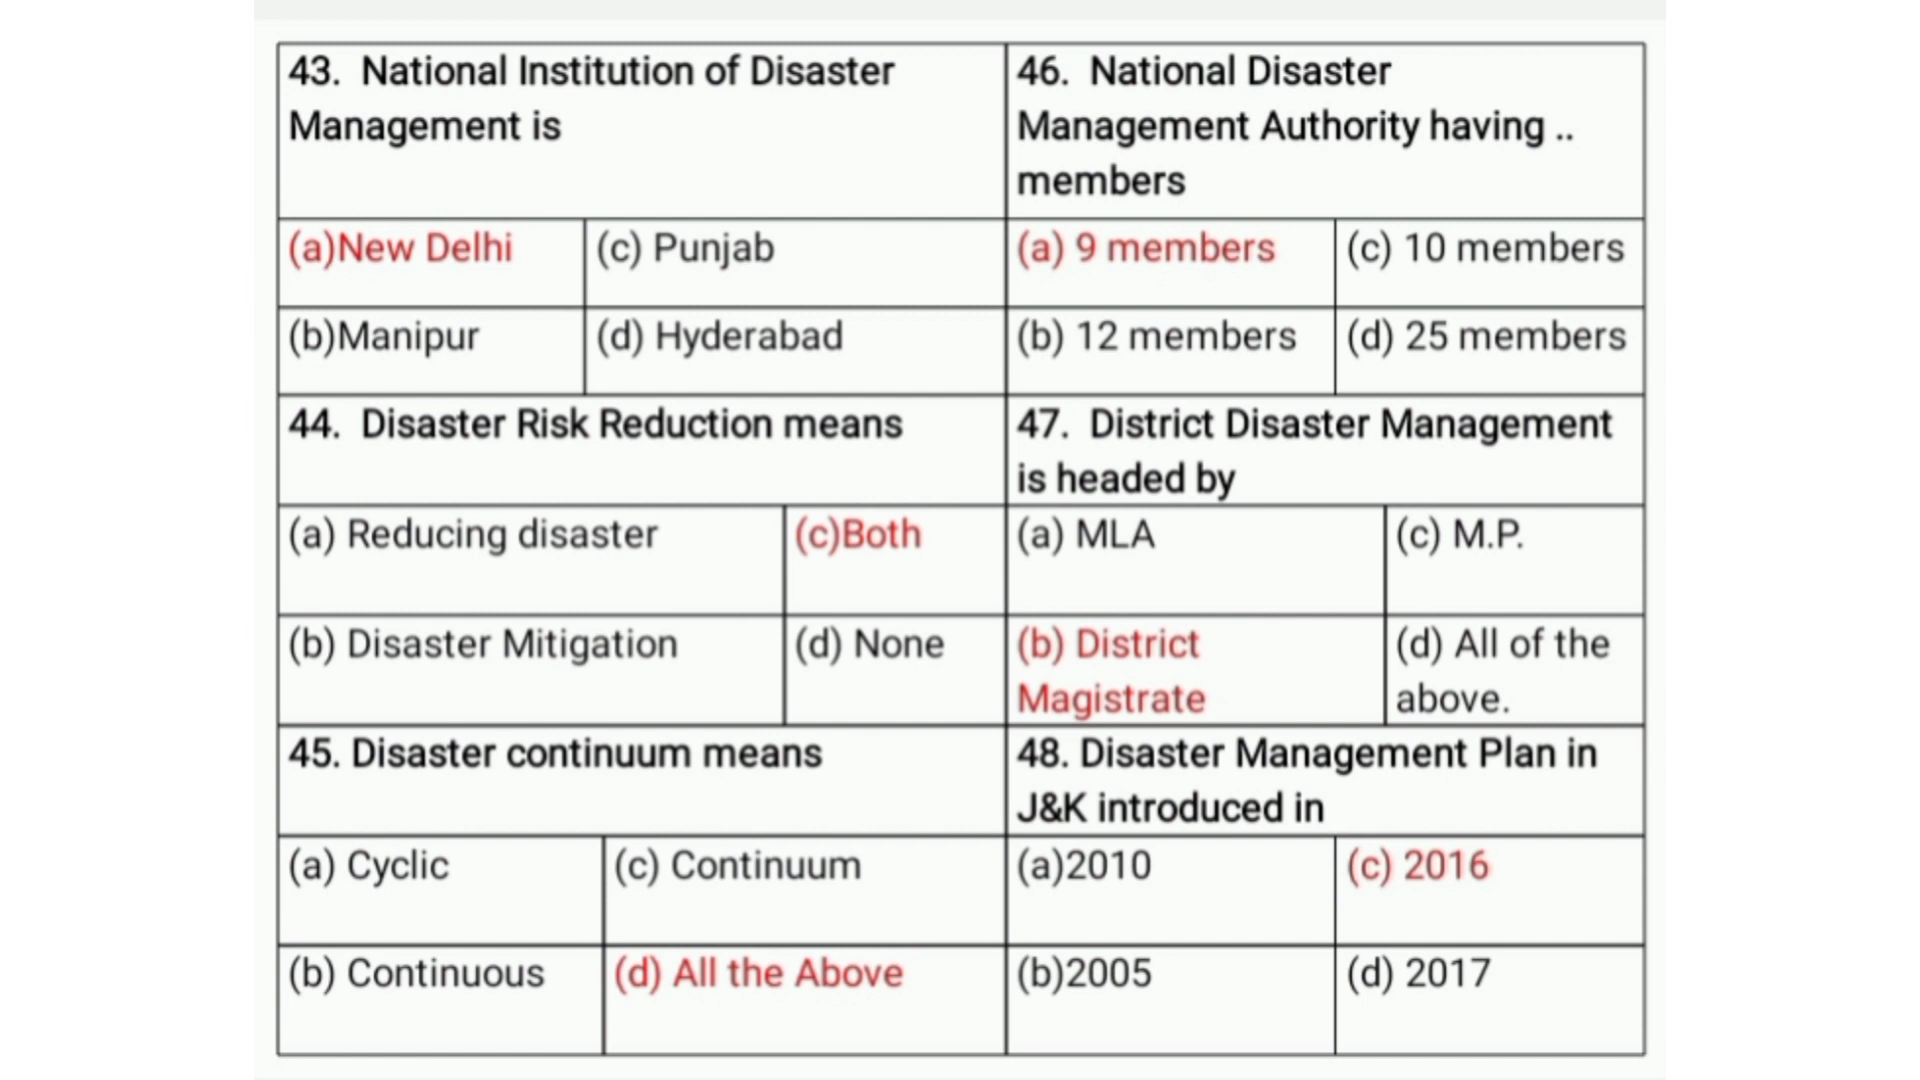 43. National Institution of Disaster
Management is
(a)New Delhi
(c) Punjab
(b)Manipur
(d) Hyderabad
44. Disaster Risk Reduction means
(a) Reducing disaster
(c)Both
(b) Disaster Mitigation
(d) None
45. Disaster continuum means
(a) Cyclic
(c) Continuum
(b) Continuous
(d) All the Above
46. National Disaster
Management Authority having ..
members
(a) 9 members
(c) 10 members
(b) 12 members
(d) 25 members
47. District Disaster Management
is headed by
(a) MLA
(c) M.P.
(b) District
Magistrate
(d) All of the
above.
48. Disaster Management Plan in
J&K introduced in
(a)2010
(c) 2016
(b)2005
(d) 2017